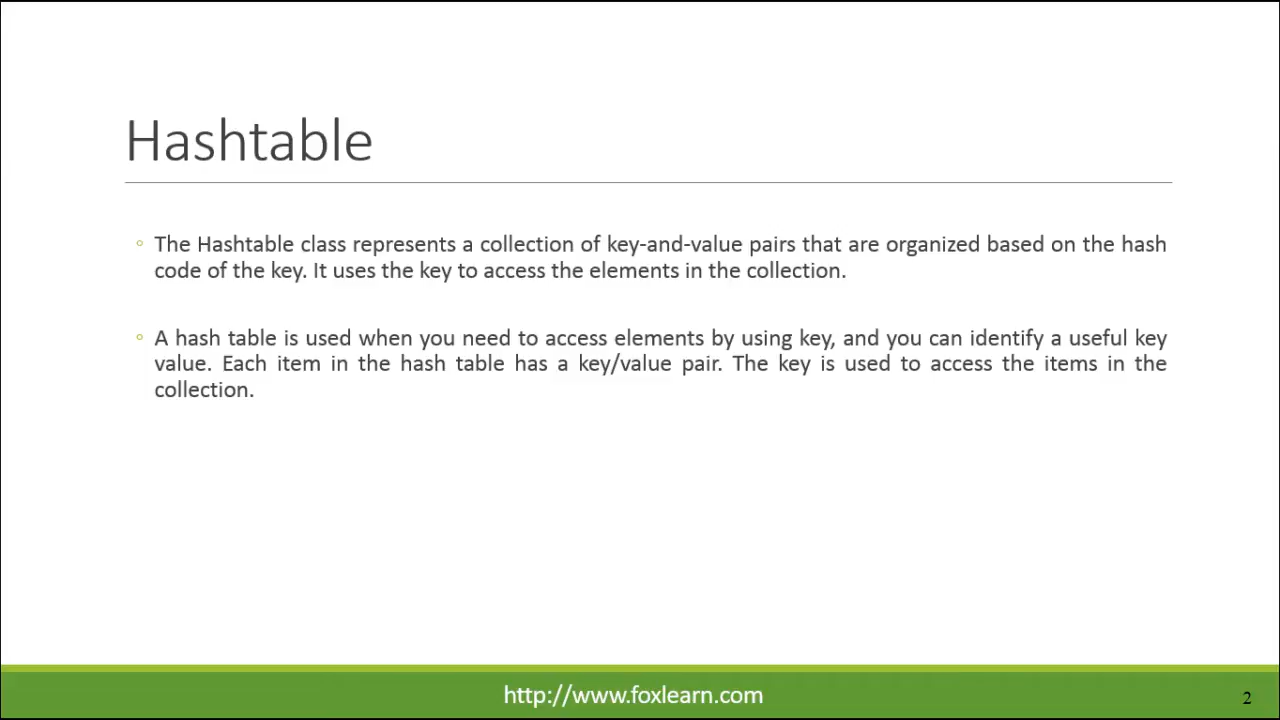 Hashtable
◦ The Hashtable class represents a collection of key-and-value pairs that are organized based on the hash
code of the key. It uses the key to access the elements in the collection.
◦ A hash table is used when you need to access elements by using key, and you can identify a useful key
value. Each item in the hash table has a key/value pair. The key is used to access the items in the
collection.
http://www.foxlearn.com
2